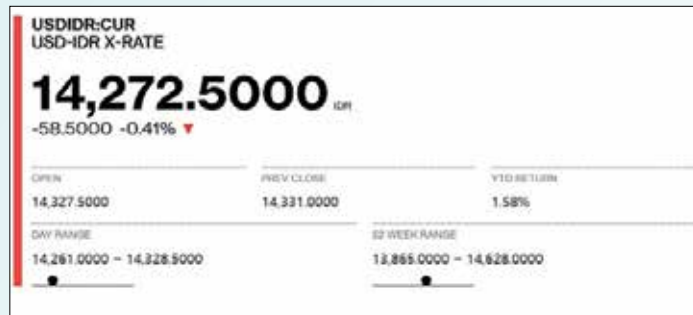 USDIDR:CUR
USD-IDR X-RATE
14,272.5000 IDR
-58.5000 -0.41% ▼
OPEN
PREV CLOSE
YTD RETURN
14,327.5000
14,331.0000
1.58%
DAY RANGE
52 WEEK RANGE
14,261.0000 – 14,328.5000
13,865.0000 – 14,628.0000